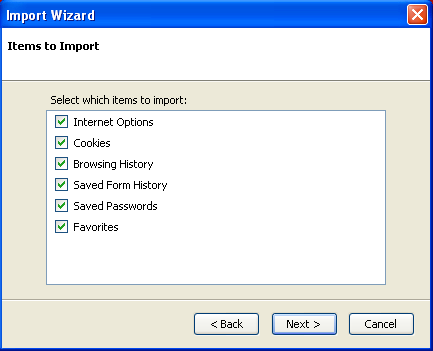 Import Wizard
Items to Import
Select which items to import:
Internet Options
Cookies
Browsing History
Saved Form History
Saved Passwords
Favorites
< Back Next > Cancel